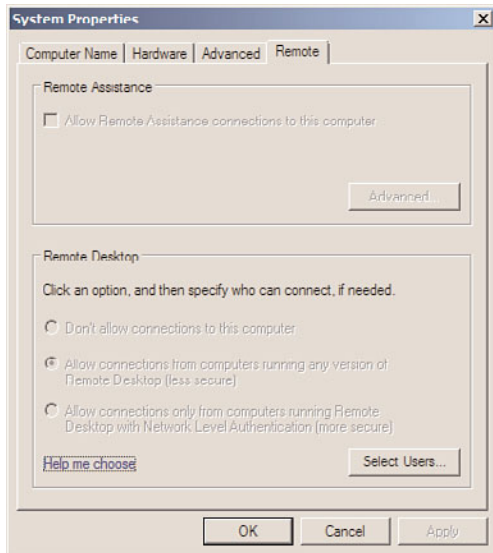 System Properties
Computer Name Hardware Advanced Remote
Remote Assistance
Allow Remote Assistance connections to this computer
Advanced...
Remote Desktop
Click an option, and then specify who can connect, if needed.
Don't allow connections to this computer
Allow connections from computers running any version of
Remote Desktop (less secure)
Allow connections only from computers running Remote
Desktop with Network Level Authentication (more secure)
Help me choose
Select Users...
OK Cancel Apply